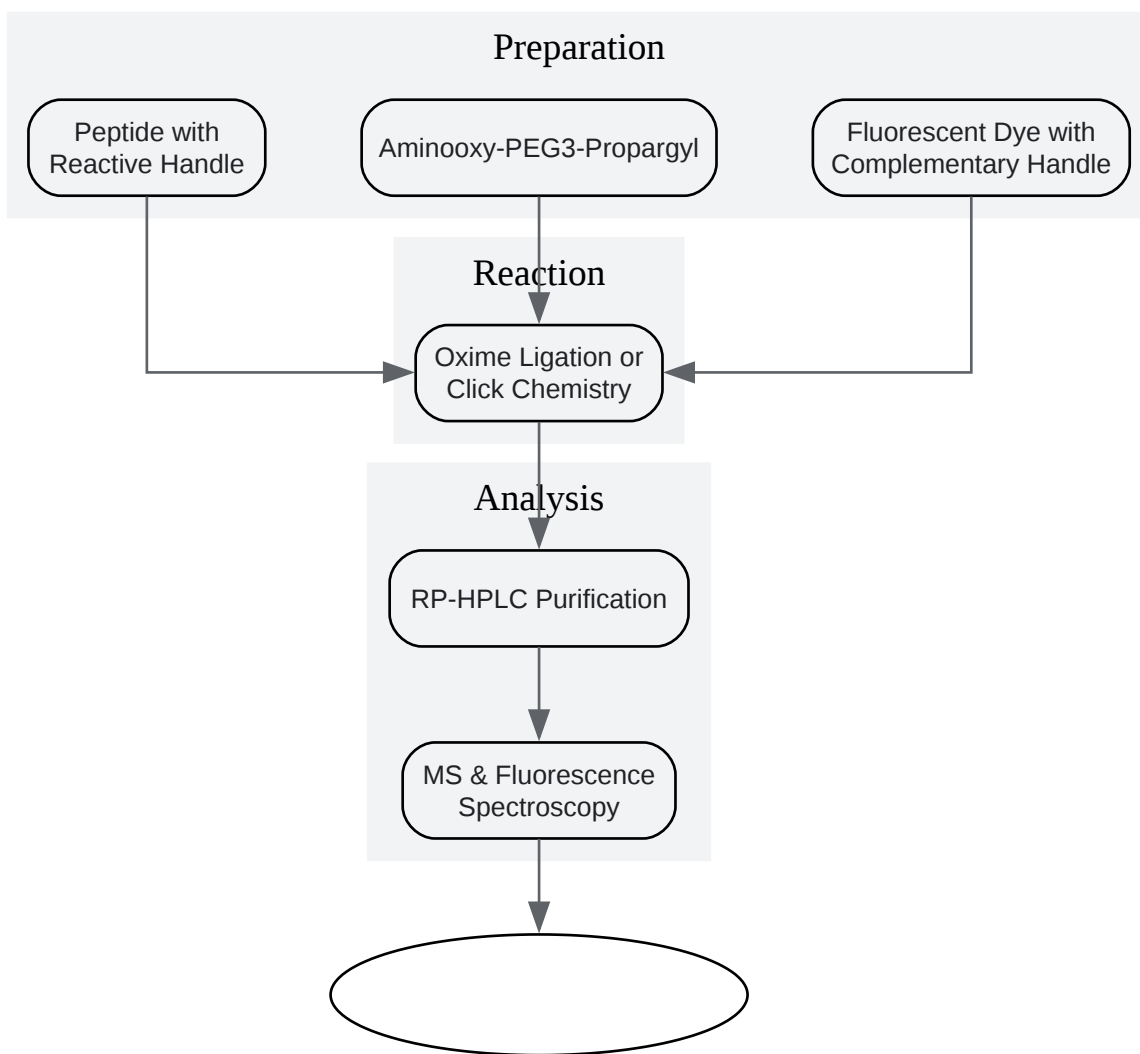 Preparation
Peptide with
Reactive Handle
Aminooxy-PEG3-Propargyl
Fluorescent Dye with
Complementary Handle
Reaction
Oxime Ligation or
Click Chemistry
Analysis
RP-HPLC Purification
MS & Fluorescence
Spectroscopy